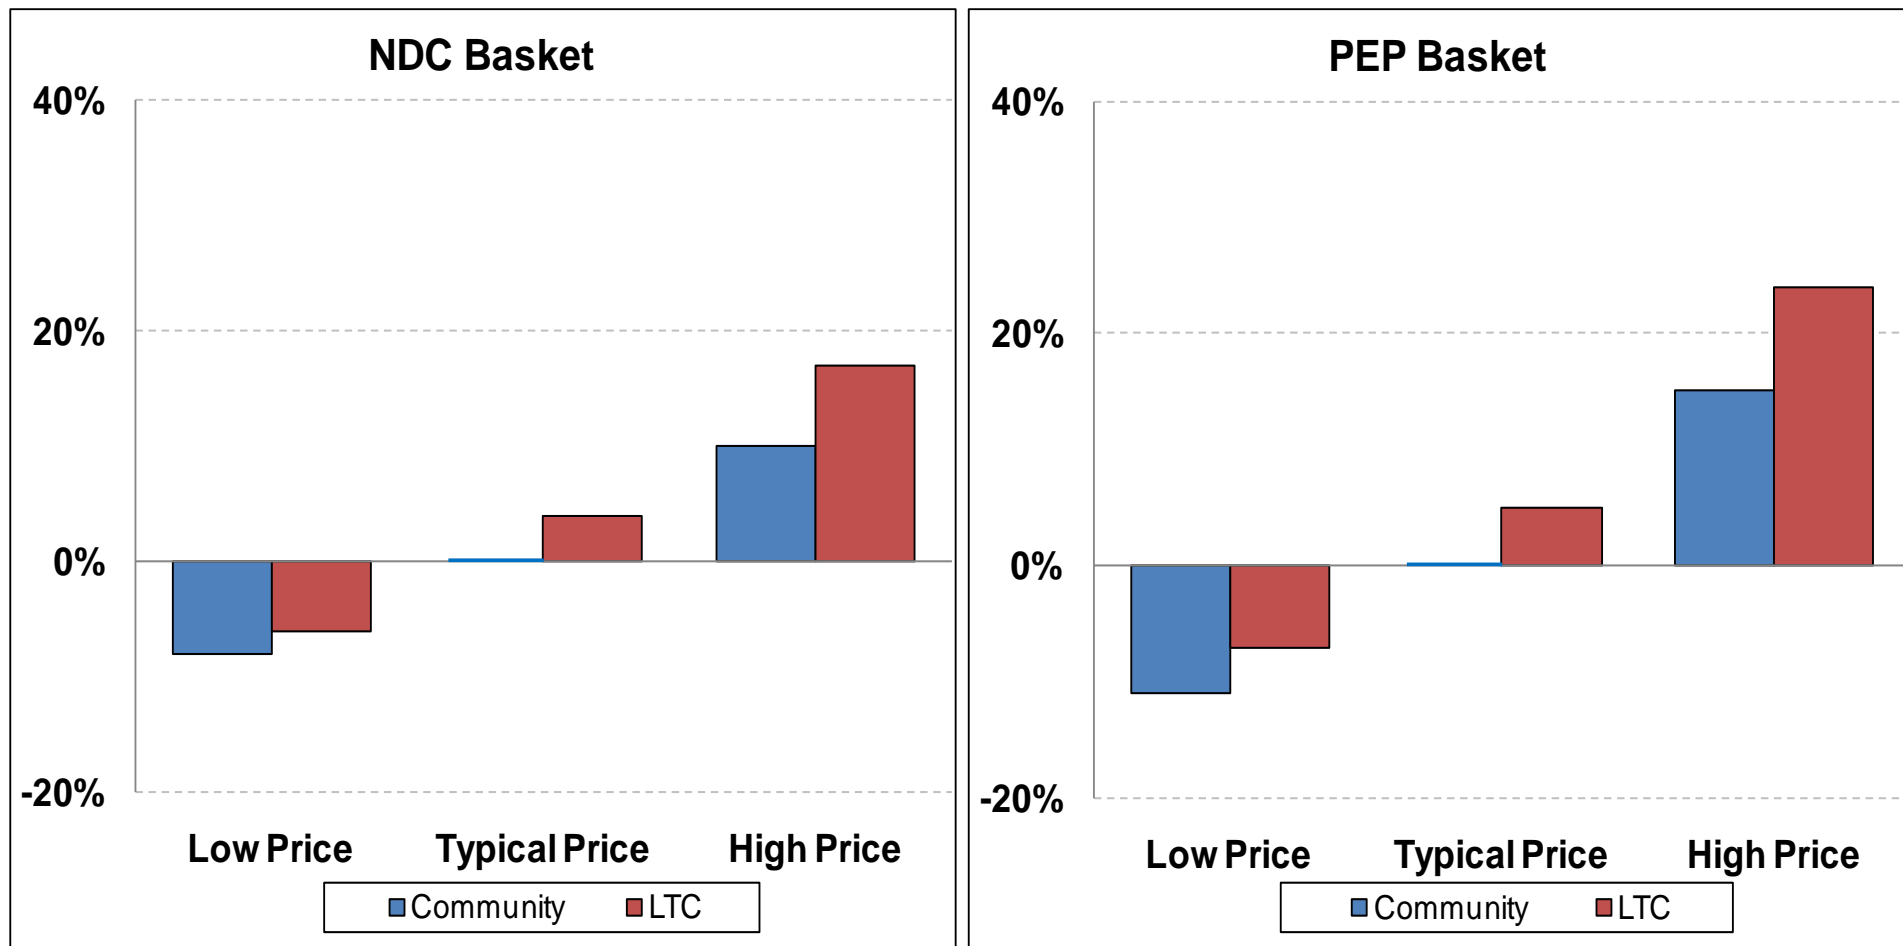 NDC Basket
40%
20%
0%
-20%
Low Price Typical Price High Price
Community LTC
PEP Basket
40%
20%
0%
-20%
Low Price Typical Price High Price
Community LTC